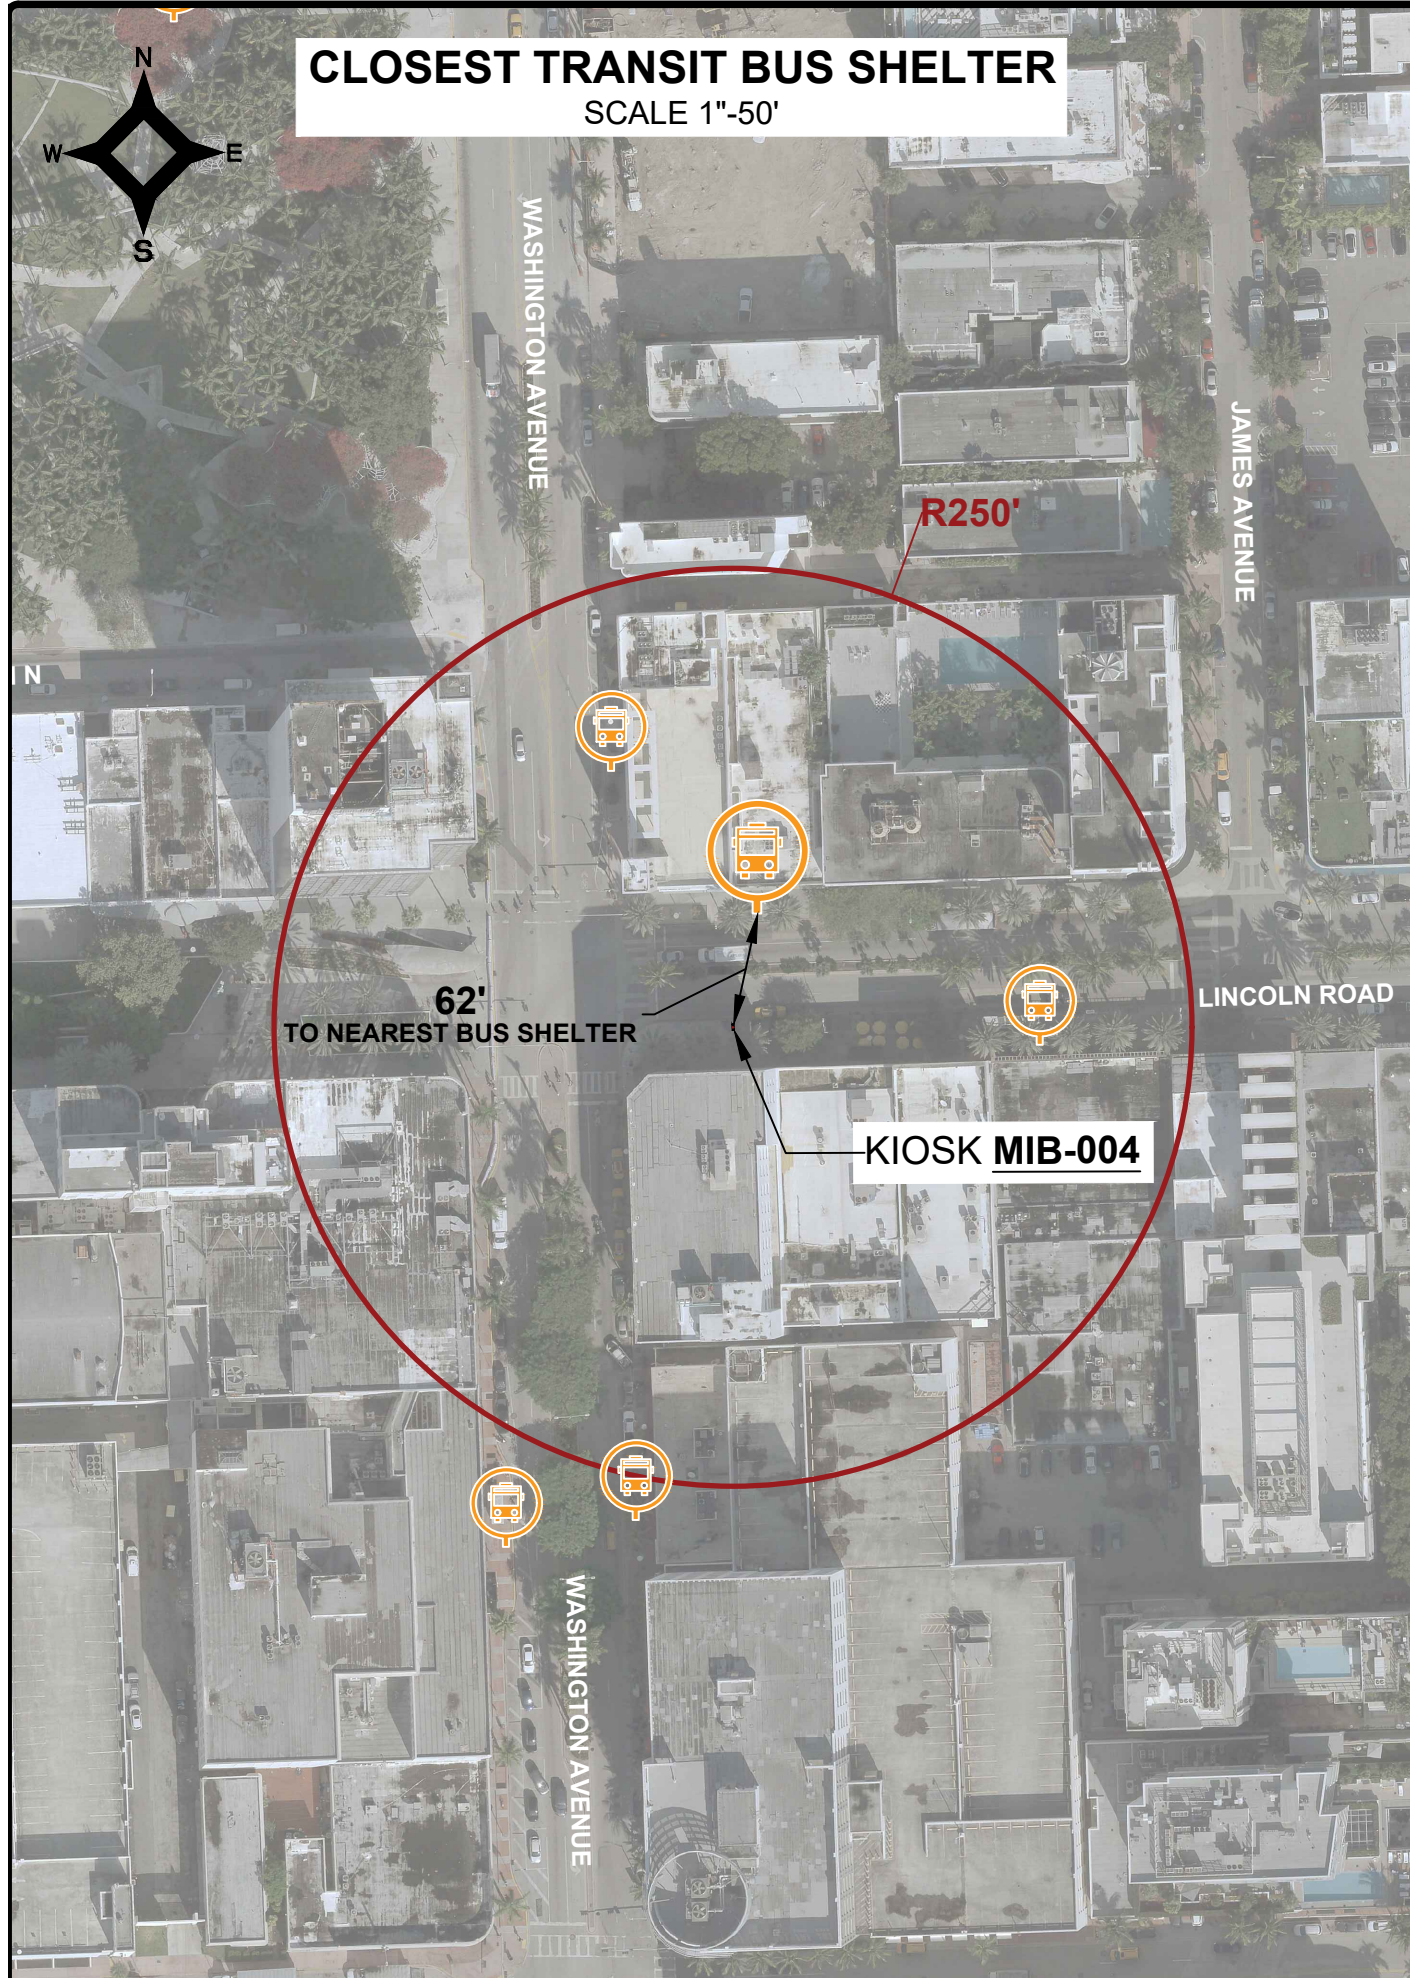 CLOSEST TRANSIT BUS SHELTER
SCALE 1"-50'
N
W
E
S
WASHINGTON AVENUE
JAMES AVENUE
R250'
N
LINCOLN ROAD
62'
TO NEAREST BUS SHELTER
KIOSK MIB-004
WASHINGTON AVENUE